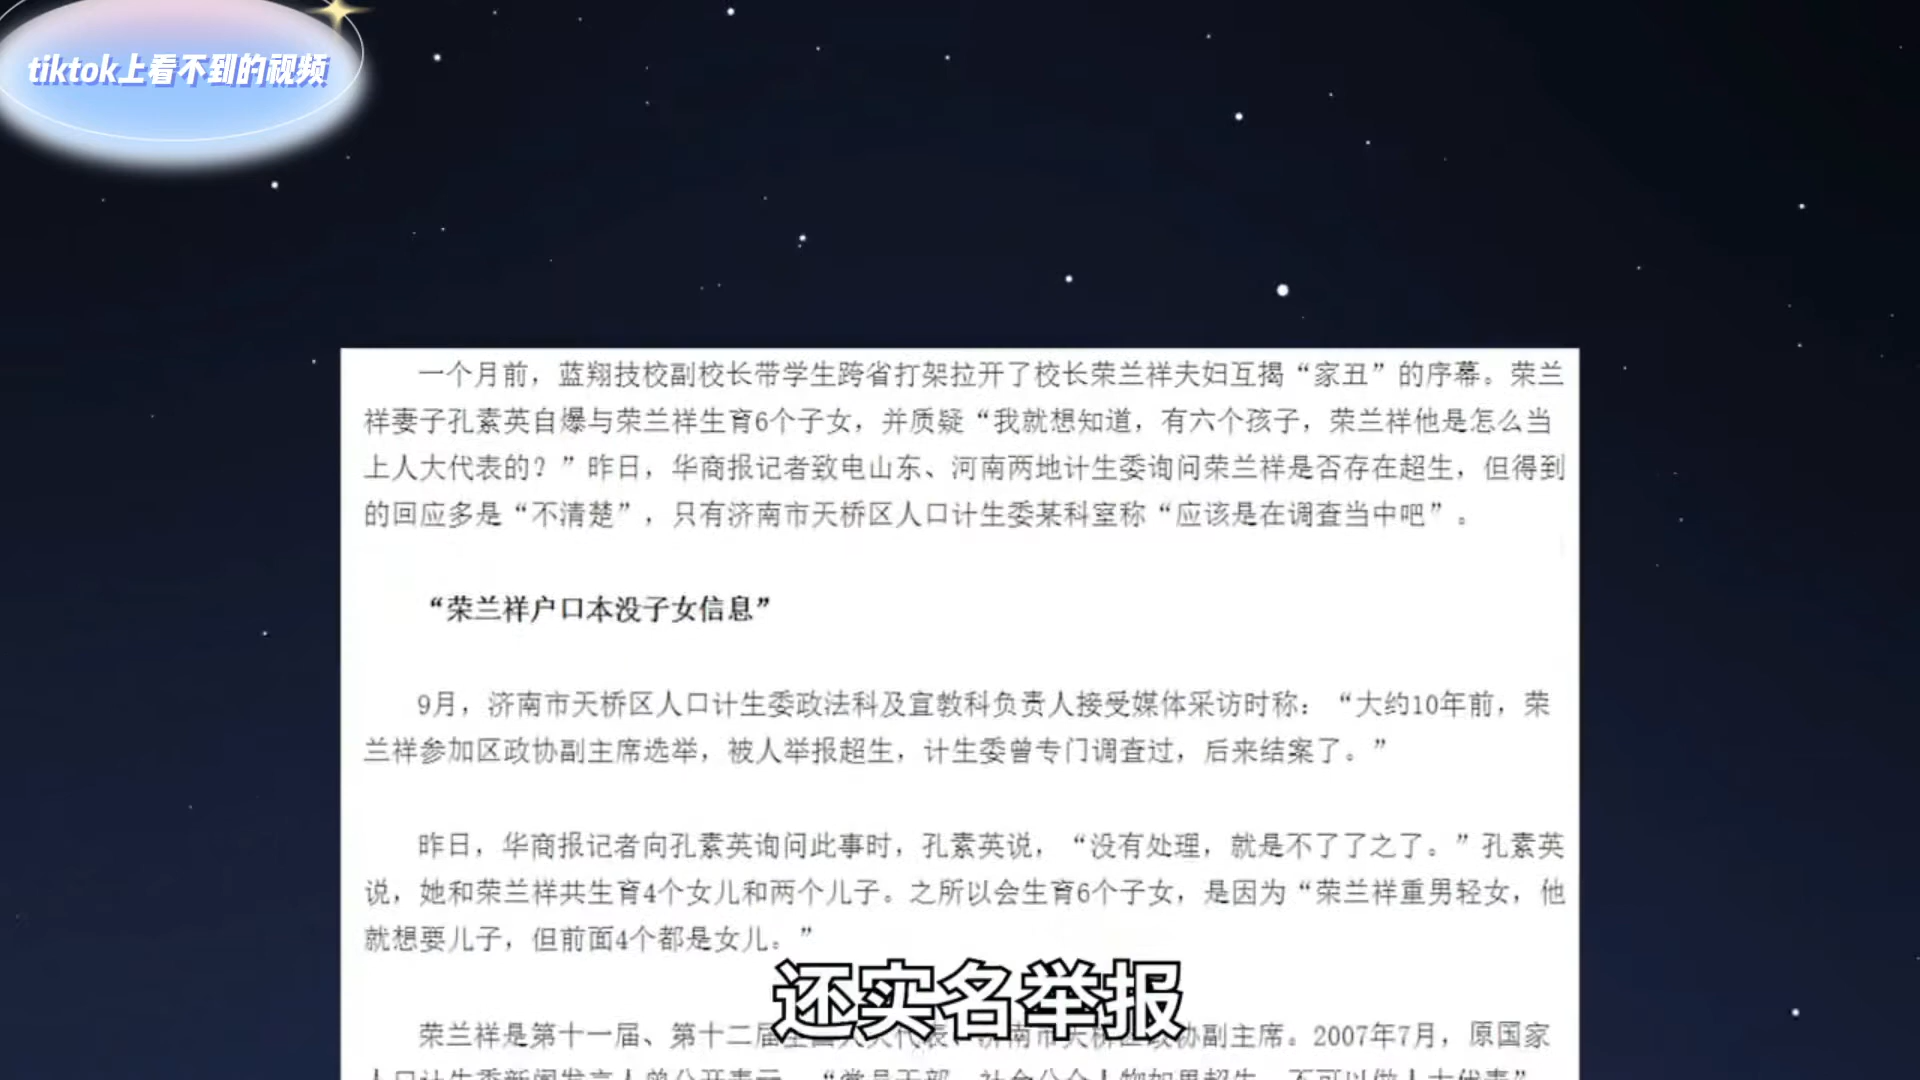 tiktok上看不到的视频
一个月前，蓝翔技校副校长带学生跨省打架拉开了校长荣兰祥夫妇互揭“家丑”的序幕。荣兰
祥妻子孔素英自爆与荣兰祥生育6个子女，并质疑“我就想知道，有六个孩子，荣兰祥他是怎么当
上人大代表的？”昨日，华商报记者致电山东、河南两地计生委询问荣兰祥是否存在超生，但得到
的回应多是“不清楚”，只有济南市天桥区人口计生委某科室称“应该是在调查当中吧”。
“荣兰祥户口本没子女信息”
9月，济南市天桥区人口计生委政法科及宣教科负责人接受媒体采访时称：“大约10年前，荣
兰祥参加区政协副主席选举，被人举报超生，计生委曾专门调查过，后来结案了。”
昨日，华商报记者向孔素英询问此事时，孔素英说，“没有处理，就是不了了之了。”孔素英
说，她和荣兰祥共生育4个女儿和两个儿子。之所以会生育6个子女，是因为“荣兰祥重男轻女，他
就想要儿子，但前面4个都是女儿。”
还实名举报
荣兰祥是第十一届、第十二届全国人大代表、济南市天桥区政协副主席。2007年7月，原国家